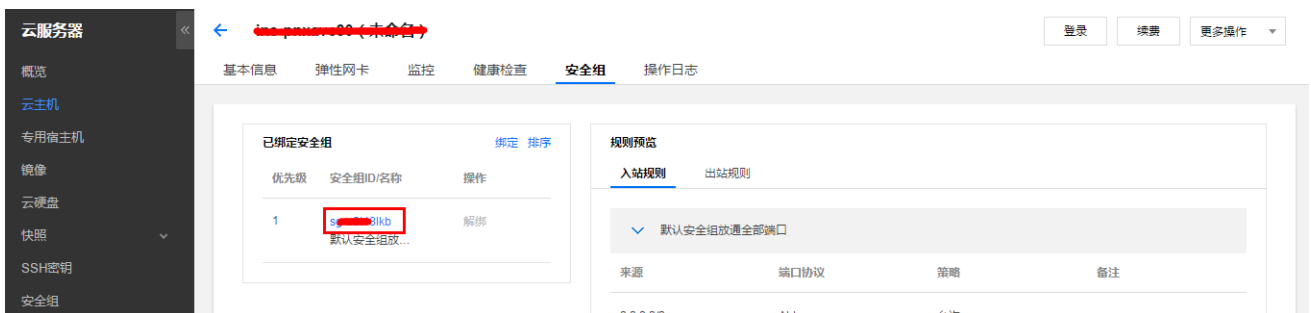 云服务器
概览
云主机
专用宿主机
镜像
云硬盘
快照
SSH密钥
安全组
登录 续费 更多操作
基本信息 弹性网卡 监控 健康检查 安全组 操作日志
已绑定安全组 绑定 排序
优先级 安全组ID/名称 操作
1 解绑
默认安全组放...
规则预览
入站规则 出站规则
默认安全组放通全部端口
来源 端口协议 策略 备注